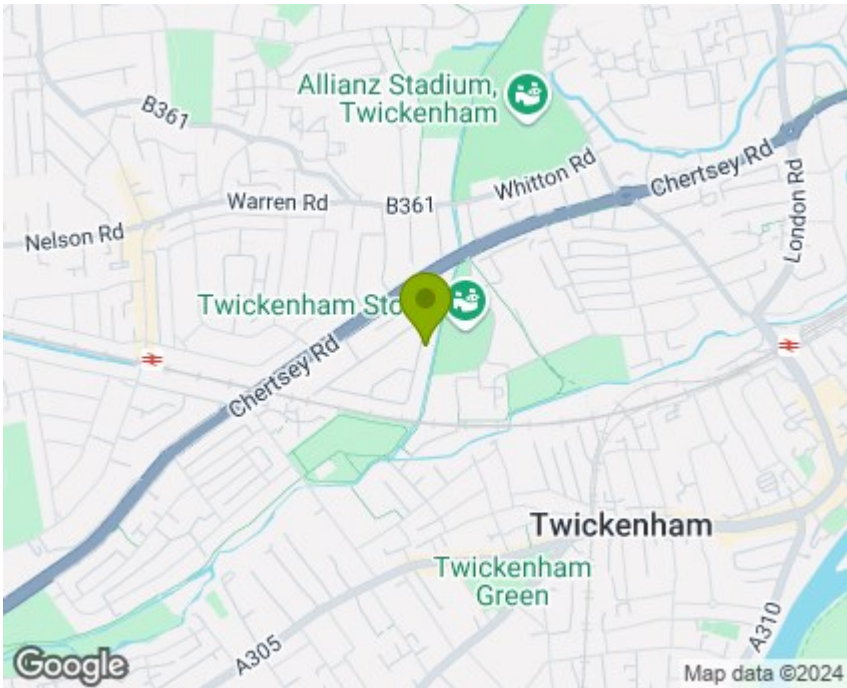 Allianz Stadium,
Twickenham
B361
Whitton Rd
Chertsey Rd
Warren Rd
B361
London Rd
Nelson Rd
Twickenham Sto
Chertsey Rd
Twickenham
Twickenham
Green
A305
A310
Google
Map data ©2024